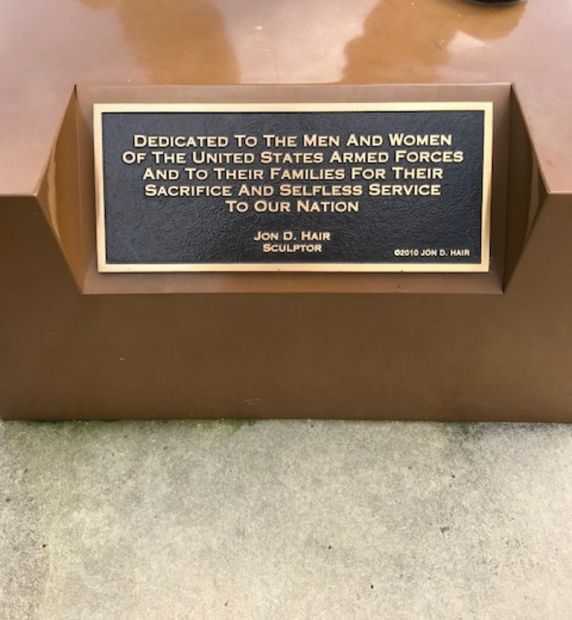 Dedicated To The Men And Women
Of The United States Armed Forces
And To Their Families For Their
Sacrifice And Selfless Service
To Our Nation
Jon D. Hair
Sculptor
©2010 JON D. HAIR